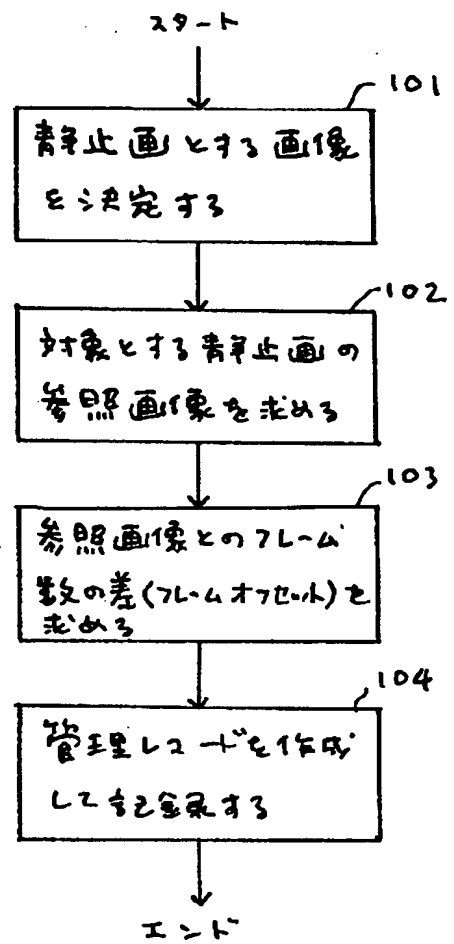 スタート
101
静止画とする画像
を決定する
102
対象とする静止画の
参照画像を求める
103
参照画像とのフレーム
数の差(フレームオフセット)を
求める
104
管理レコードを作成
して記録する
エンド